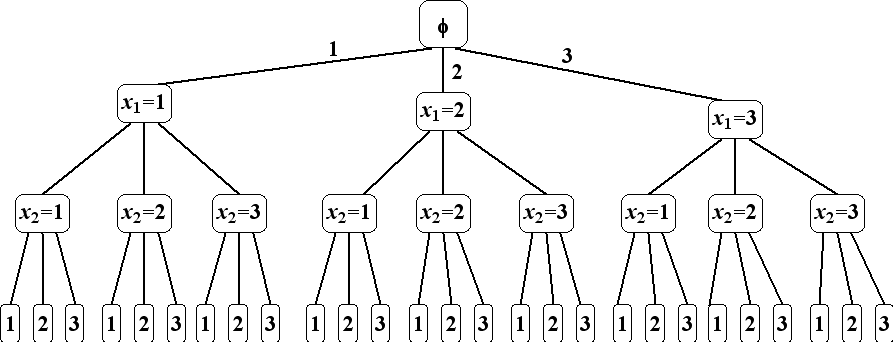 ϕ
1 2 3
x₁=1 x₁=2 x₁=3
x₂=1 x₂=2 x₂=3 x₂=1 x₂=2 x₂=3 x₂=1 x₂=2 x₂=3
1 2 3 1 2 3 1 2 3 1 2 3 1 2 3 1 2 3 1 2 3 1 2 3 1 2 3